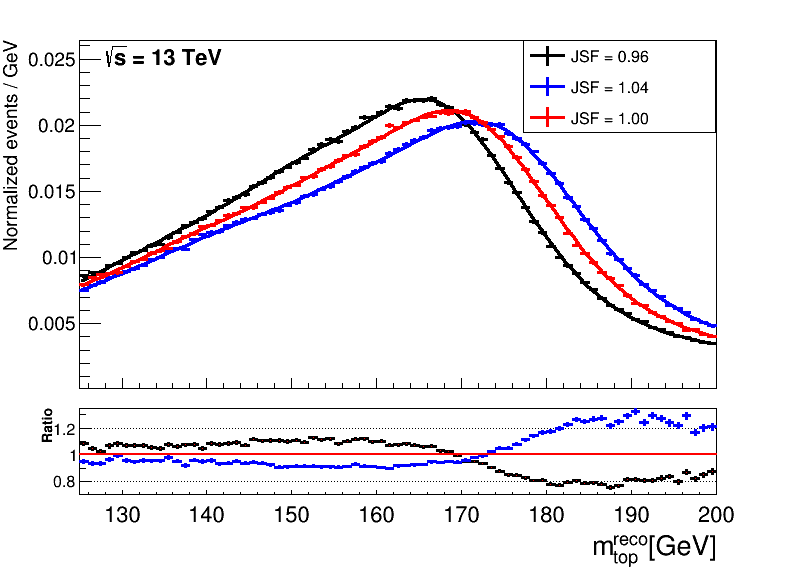 √s = 13 TeV
JSF = 0.96
JSF = 1.04
JSF = 1.00
Normalized events / GeV
0.025
0.02
0.015
0.01
0.005
Ratio
1.2
1
0.8
130 140 150 160 170 180 190 200
m_top^reco [GeV]